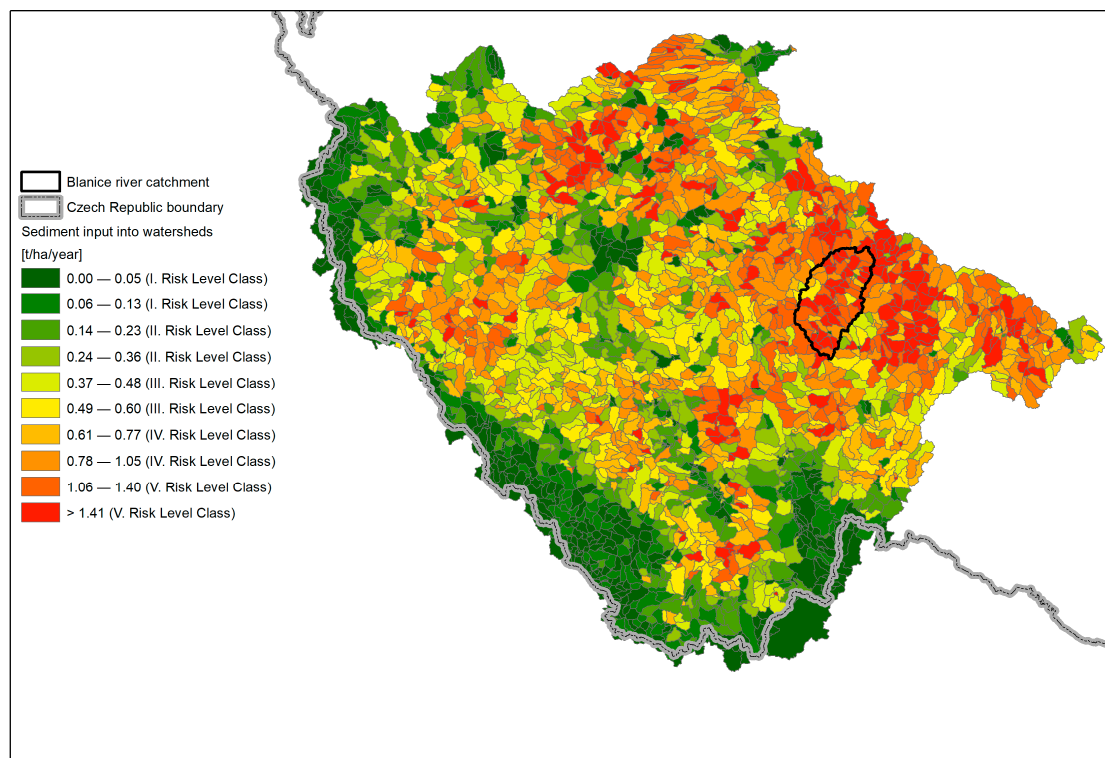 Blanice river catchment
Czech Republic boundary
Sediment input into watersheds
[t/ha/year]
0.00 — 0.05 (I. Risk Level Class)
0.06 — 0.13 (I. Risk Level Class)
0.14 — 0.23 (II. Risk Level Class)
0.24 — 0.36 (II. Risk Level Class)
0.37 — 0.48 (III. Risk Level Class)
0.49 — 0.60 (III. Risk Level Class)
0.61 — 0.77 (IV. Risk Level Class)
0.78 — 1.05 (IV. Risk Level Class)
1.06 — 1.40 (V. RIsk Level Class)
> 1.41 (V. Risk Level Class)